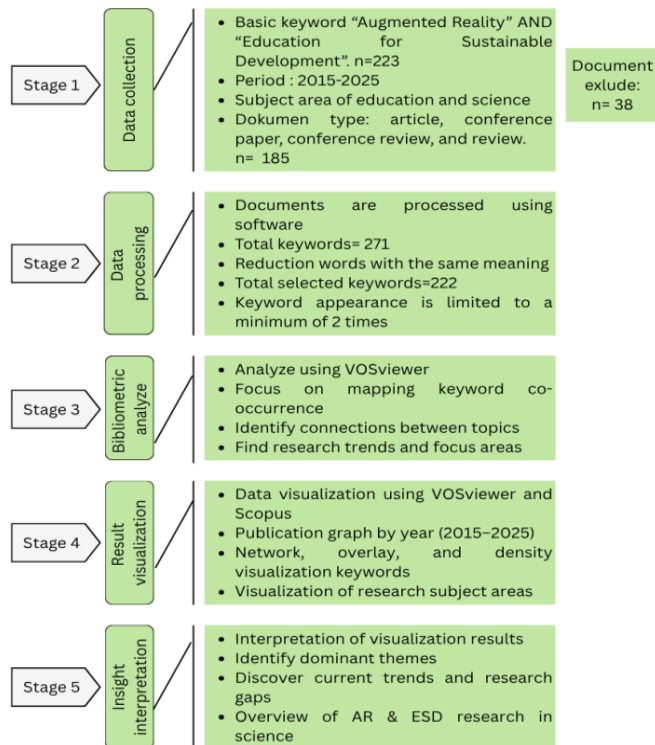 Stage 1
Data collection
• Basic keyword “Augmented Reality” AND
“Education for Sustainable
Development”. n=223
• Period : 2015-2025
• Subject area of education and science
• Dokumen type: article, conference
paper, conference review, and review.
n= 185
Document
exlude:
n= 38
Stage 2
Data
processing
• Documents are processed using
software
• Total keywords= 271
• Reduction words with the same meaning
• Total selected keywords=222
• Keyword appearance is limited to a
minimum of 2 times
Stage 3
Bibliometric
analyze
• Analyze using VOSviewer
• Focus on mapping keyword co-
occurrence
• Identify connections between topics
• Find research trends and focus areas
Stage 4
Result
visualization
• Data visualization using VOSviewer and
Scopus
• Publication graph by year (2015–2025)
• Network, overlay, and density
visualization keywords
• Visualization of research subject areas
Stage 5
Insight
interpretation
• Interpretation of visualization results
• Identify dominant themes
• Discover current trends and research
gaps
• Overview of AR & ESD research in
science